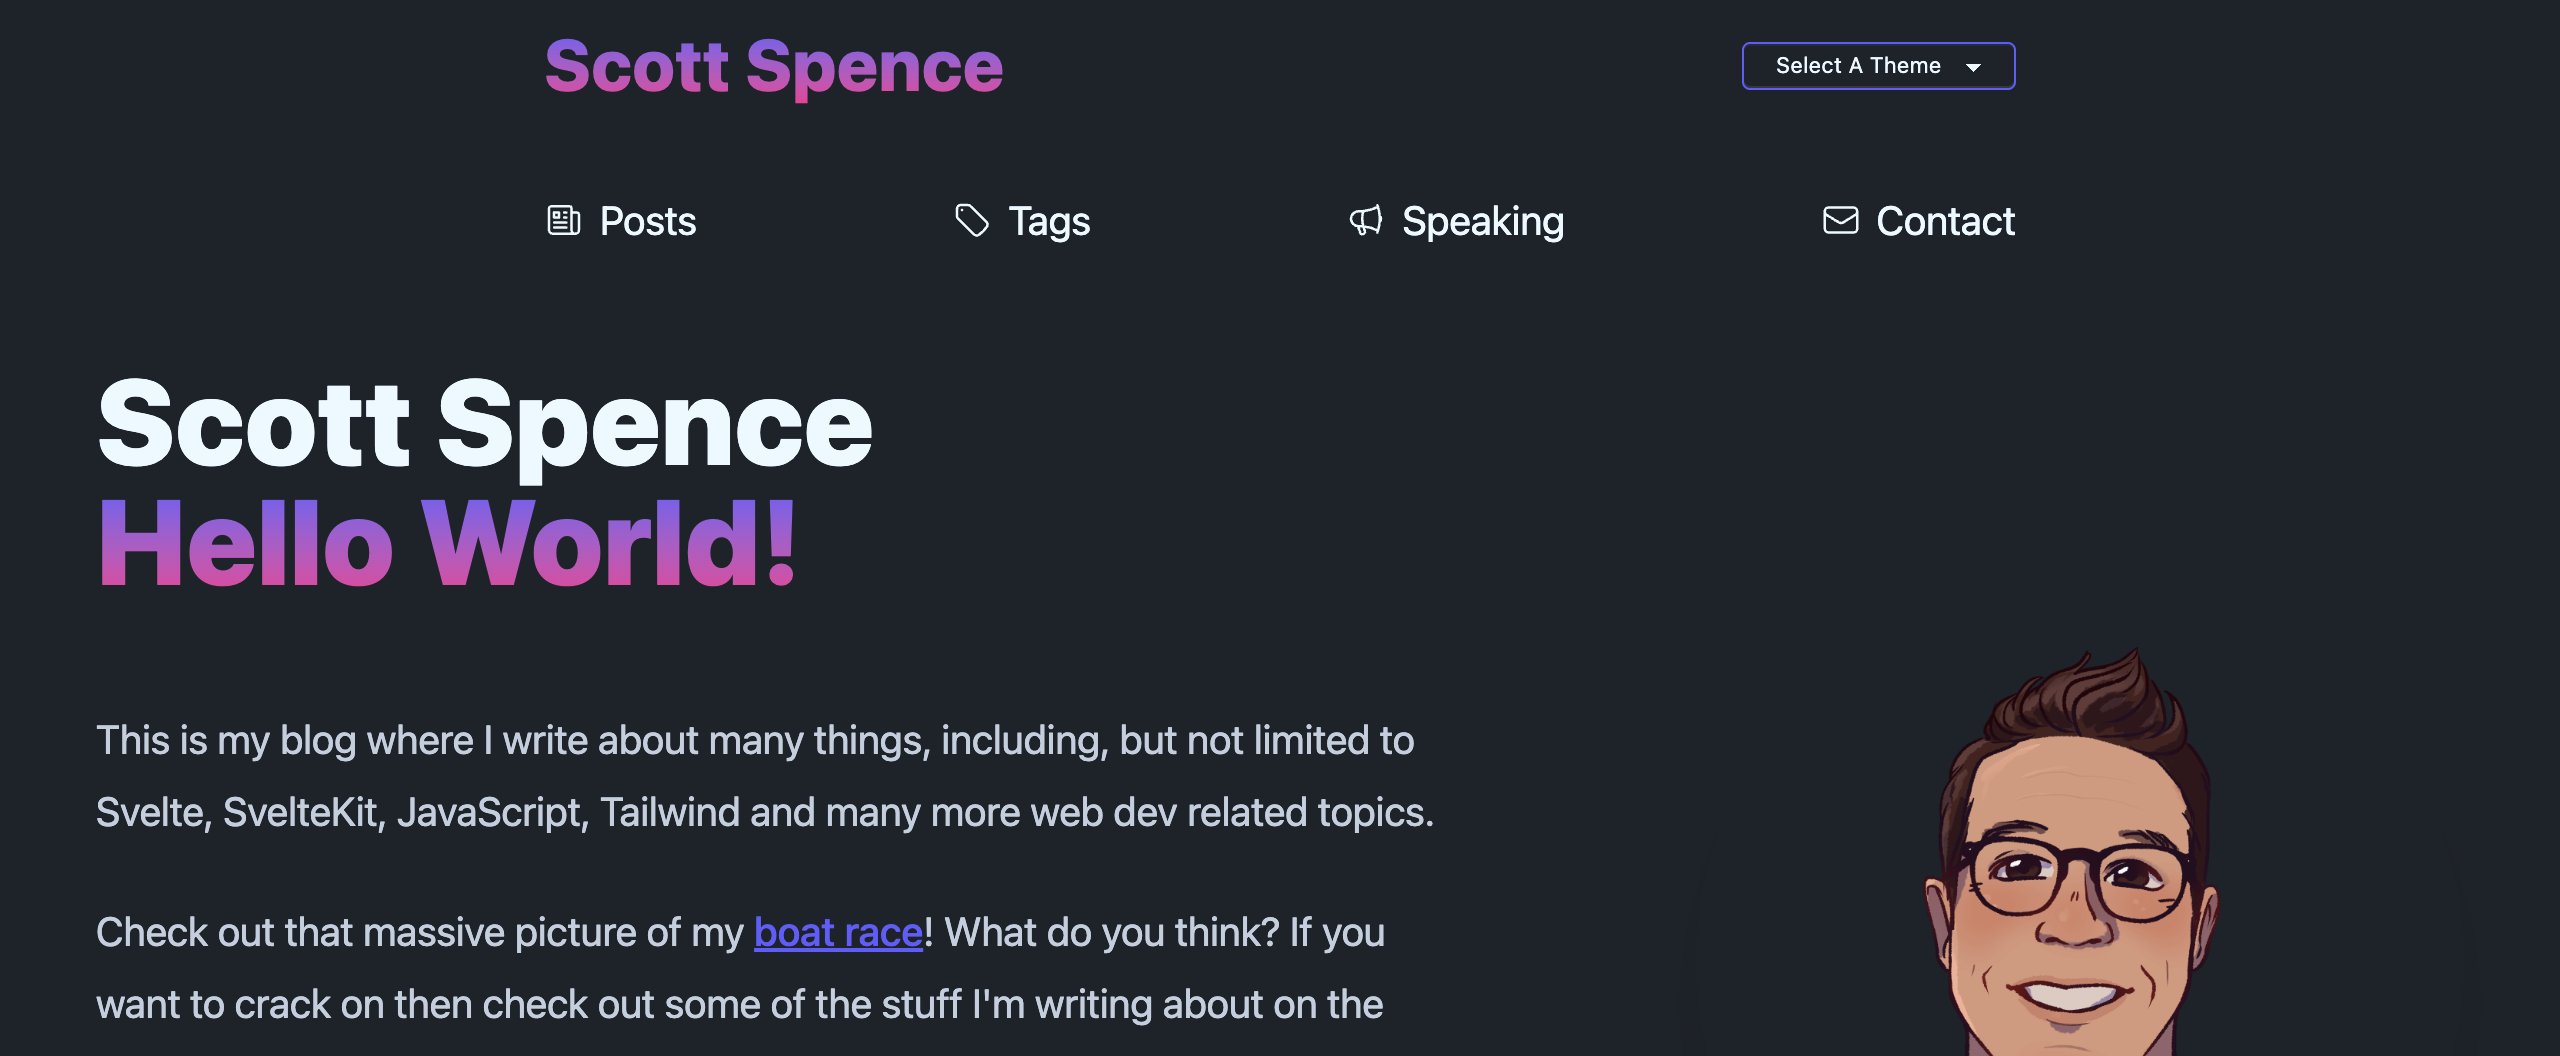 Scott Spence
Select A Theme
Posts
Tags
Speaking
Contact
Scott Spence
Hello World!
This is my blog where I write about many things, including, but not limited to
Svelte, SvelteKit, JavaScript, Tailwind and many more web dev related topics.
Check out that massive picture of my boat race! What do you think? If you
want to crack on then check out some of the stuff I'm writing about on the